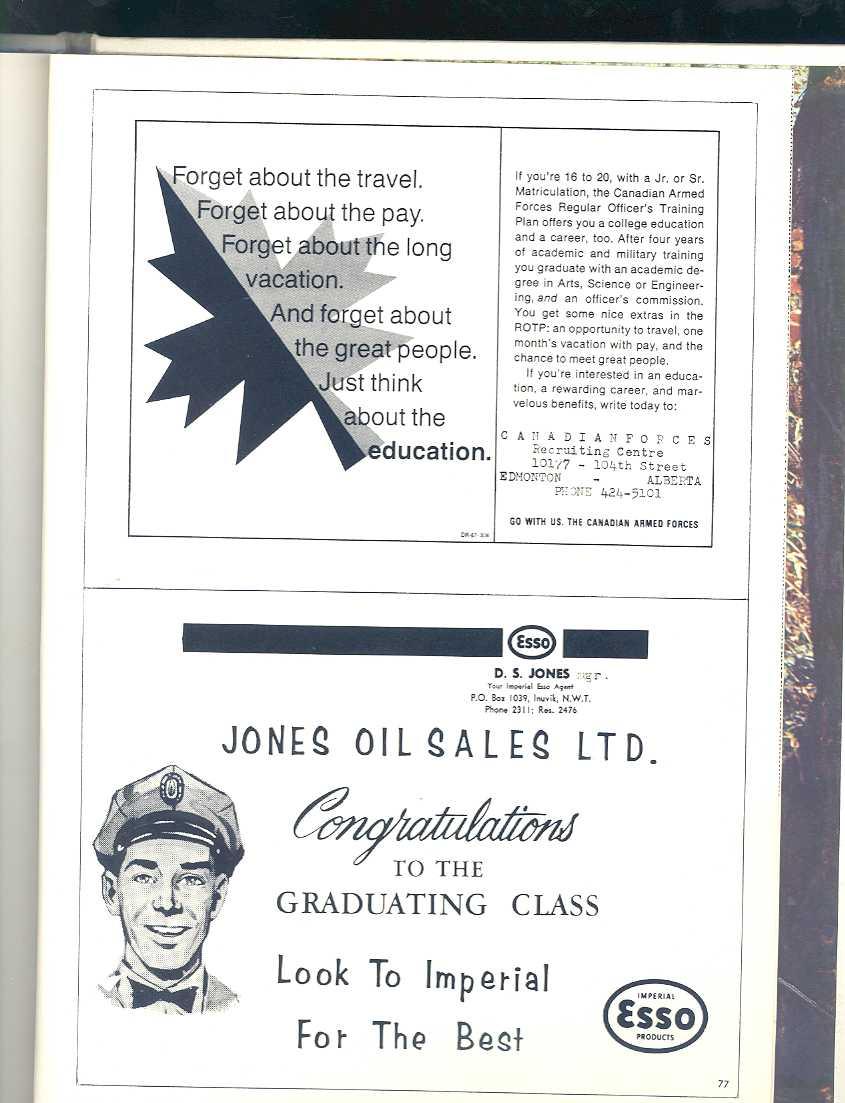 Forget about the travel.
Forget about the pay.
Forget about the long
vacation.
And forget about
the great people.
Just think
about the
education.
If you're 16 to 20, with a Jr. or Sr.
Matriculation, the Canadian Armed
Forces Regular Officer's Training
Plan offers you a college education
and a career, too. After four years
of academic and military training
you graduate with an academic de-
gree in Arts, Science or Engineer-
ing, and an officer's commission.
You get some nice extras in the
ROTP: an opportunity to travel, one
month's vacation with pay, and the
chance to meet great people.
If you're interested in an educa-
tion, a rewarding career, and mar-
velous benefits, write today to:
C A N A D I A N F O R C E S
Recruiting Centre
10177 - 104th Street
EDMONTON - ALBERTA
PHONE 424-5101
GO WITH US. THE CANADIAN ARMED FORCES
Esso
D. S. JONES mgr.
Your Imperial Esso Agent
P.O. Box 1039, Inuvik, N.W.T.
Phone 2311; Res. 2476
JONES OIL SALES LTD.
Congratulations
TO THE
GRADUATING CLASS
Look To Imperial
For The Best
IMPERIAL
Esso
PRODUCTS
77